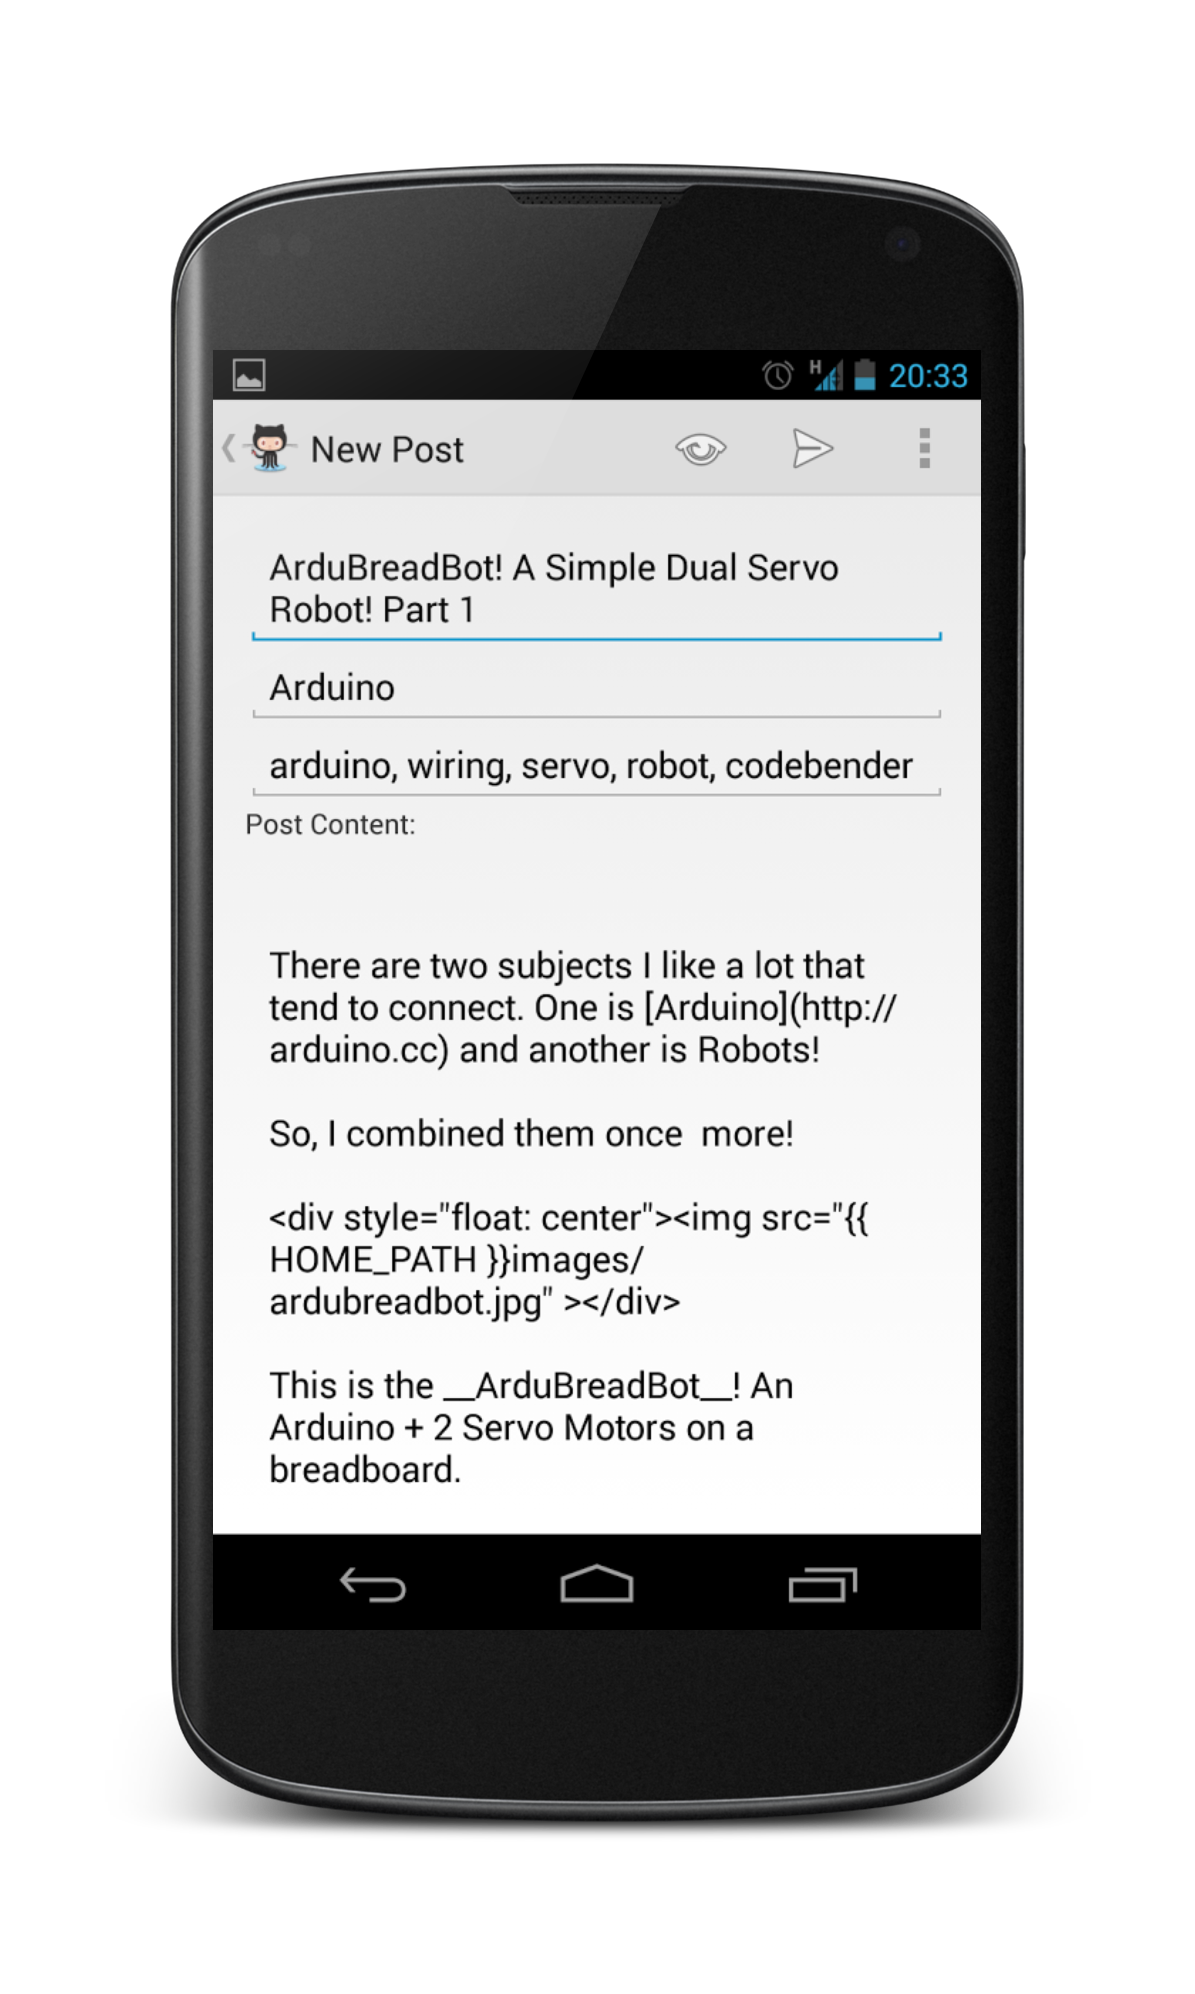 H 20:33
New Post
ArduBreadBot! A Simple Dual Servo
Robot! Part 1
Arduino
arduino, wiring, servo, robot, codebender
Post Content:
There are two subjects I like a lot that
tend to connect. One is [Arduino](http://
arduino.cc) and another is Robots!
So, I combined them once  more!
<div style="float: center"><img src="{{
HOME_PATH }}images/
ardubreadbot.jpg" ></div>
This is the __ArduBreadBot__! An
Arduino + 2 Servo Motors on a
breadboard.